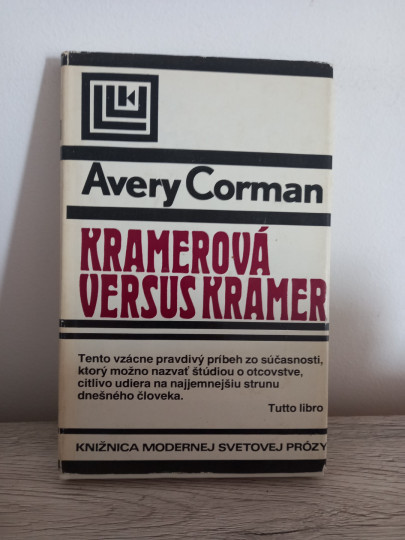 Avery Corman
KRAMEROVÁ
VERSUS KRAMER
Tento vzácne pravdivý príbeh zo súčasnosti,
ktorý možno nazvať štúdiou o otcovstve,
citlivo udiera na najjemnejšiu strunu
dnešného človeka.
Tutto libro
KNIŽNICA MODERNEJ SVETOVEJ PRÓZY